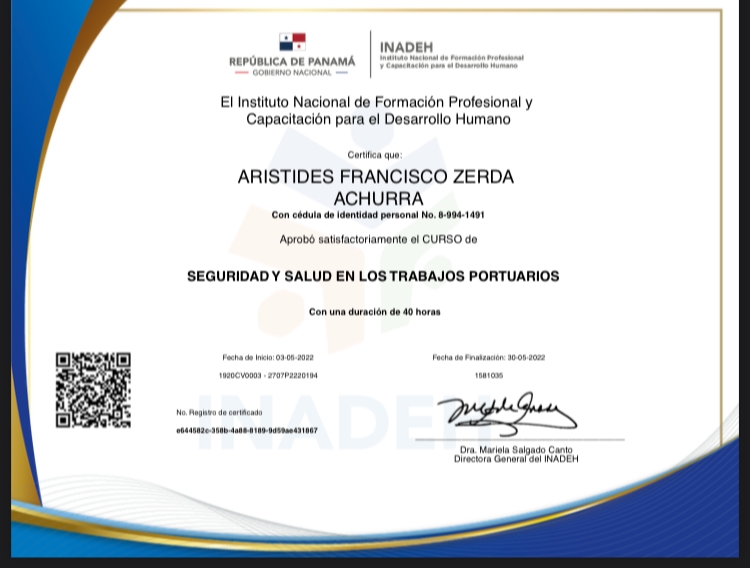 REPÚBLICA DE PANAMÁ
GOBIERNO NACIONAL
INADEH
Instituto Nacional de Formación Profesional
y Capacitación para el Desarrollo Humano
El Instituto Nacional de Formación Profesional y
Capacitación para el Desarrollo Humano
Certifica que:
ARISTIDES FRANCISCO ZERDA
ACHURRA
Con cédula de identidad personal No. 8-994-1491
Aprobó satisfactoriamente el CURSO de
SEGURIDAD Y SALUD EN LOS TRABAJOS PORTUARIOS
Con una duración de 40 horas
Fecha de Inicio: 03-05-2022
Fecha de Finalización: 30-05-2022
1920CV0003 - 2707P2220194
1581035
No. Registro de certificado
e644582c-358b-4a88-8189-9d59ae431867
INADEH
Dra. Mariela Salgado Canto
Directora General del INADEH